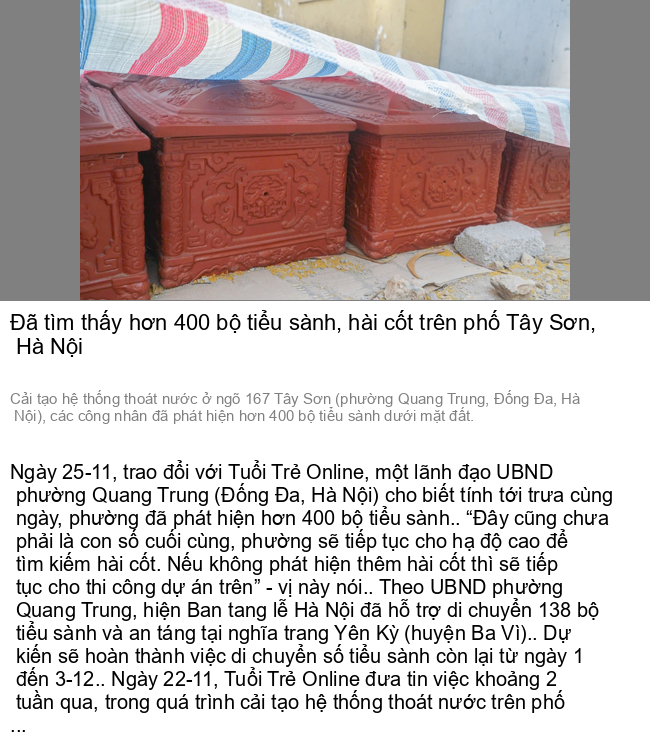 Đã tìm thấy hơn 400 bộ tiểu sành, hài cốt trên phố Tây Sơn,
Hà Nội
Cải tạo hệ thống thoát nước ở ngõ 167 Tây Sơn (phường Quang Trung, Đống Đa, Hà
Nội), các công nhân đã phát hiện hơn 400 bộ tiểu sành dưới mặt đất.
Ngày 25-11, trao đổi với Tuổi Trẻ Online, một lãnh đạo UBND
phường Quang Trung (Đống Đa, Hà Nội) cho biết tính tới trưa cùng
ngày, phường đã phát hiện hơn 400 bộ tiểu sành.. “Đây cũng chưa
phải là con số cuối cùng, phường sẽ tiếp tục cho hạ độ cao để
tìm kiếm hài cốt. Nếu không phát hiện thêm hài cốt thì sẽ tiếp
tục cho thi công dự án trên” - vị này nói.. Theo UBND phường
Quang Trung, hiện Ban tang lễ Hà Nội đã hỗ trợ di chuyển 138 bộ
tiểu sành và an táng tại nghĩa trang Yên Kỳ (huyện Ba Vì).. Dự
kiến sẽ hoàn thành việc di chuyển số tiểu sành còn lại từ ngày 1
đến 3-12.. Ngày 22-11, Tuổi Trẻ Online đưa tin việc khoảng 2
tuần qua, trong quá trình cải tạo hệ thống thoát nước trên phố
...